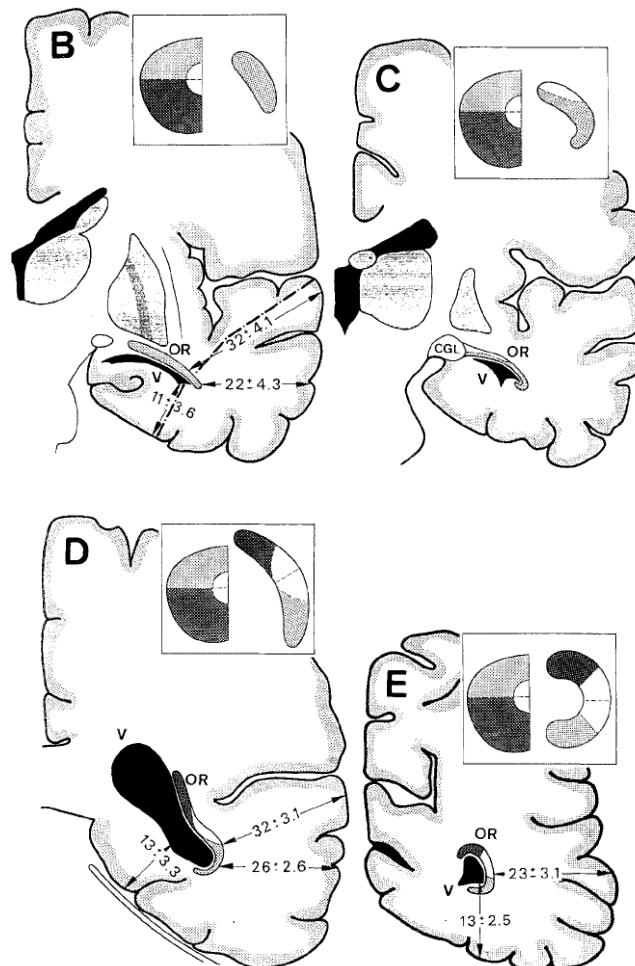 B
C
OR
V
32±4.1
22±4.3
11±3.6
CGL
OR
V
D
V
OR
32±3.1
13±3.3
26±2.6
E
OR
V
23±3.1
13±2.5